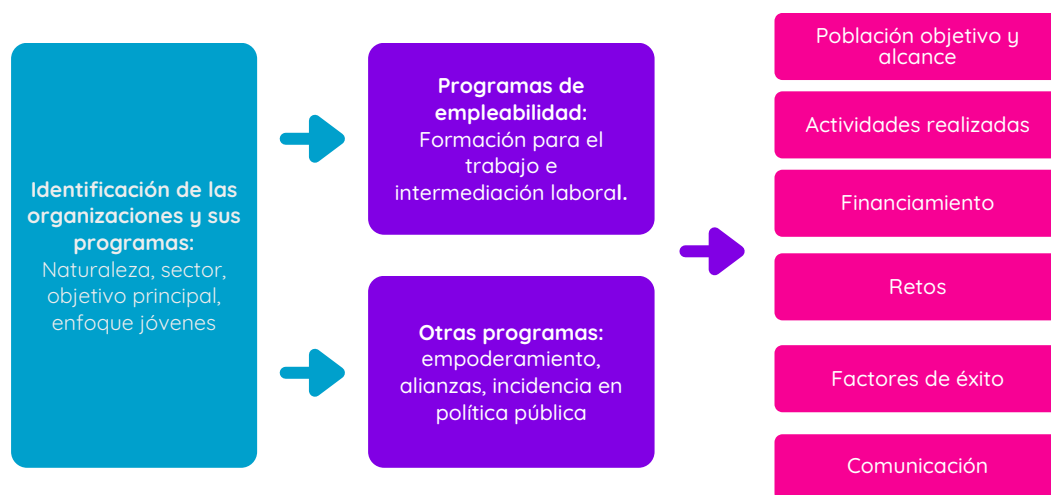 Identificación de las
organizaciones y sus
programas:
Naturaleza, sector,
objetivo principal,
enfoque jóvenes
Programas de
empleabilidad:
Formación para el
trabajo e
intermediación laboral.
Otras programas:
empoderamiento,
alianzas, incidencia en
política pública
Población objetivo y
alcance
Actividades realizadas
Financiamiento
Retos
Factores de éxito
Comunicación